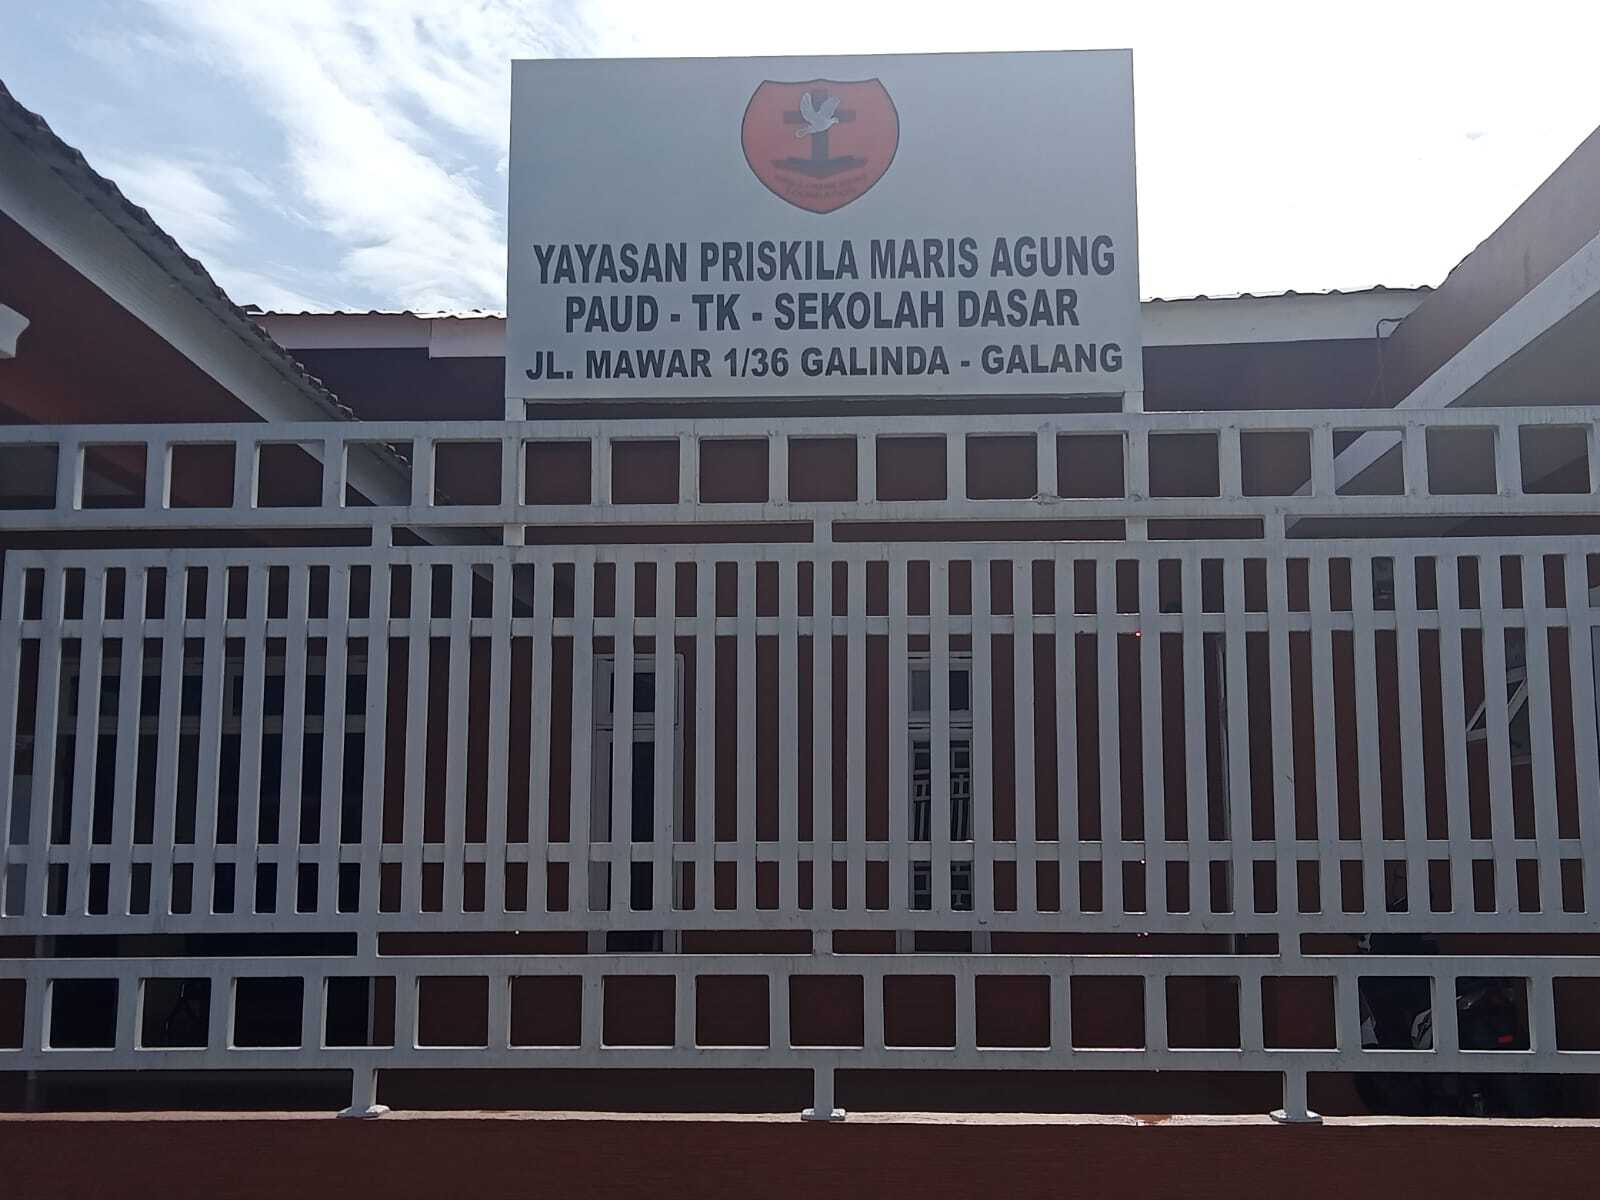 YAYASAN PRISKILA MARIS AGUNG
PAUD - TK - SEKOLAH DASAR
JL. MAWAR 1/36 GALINDA - GALANG